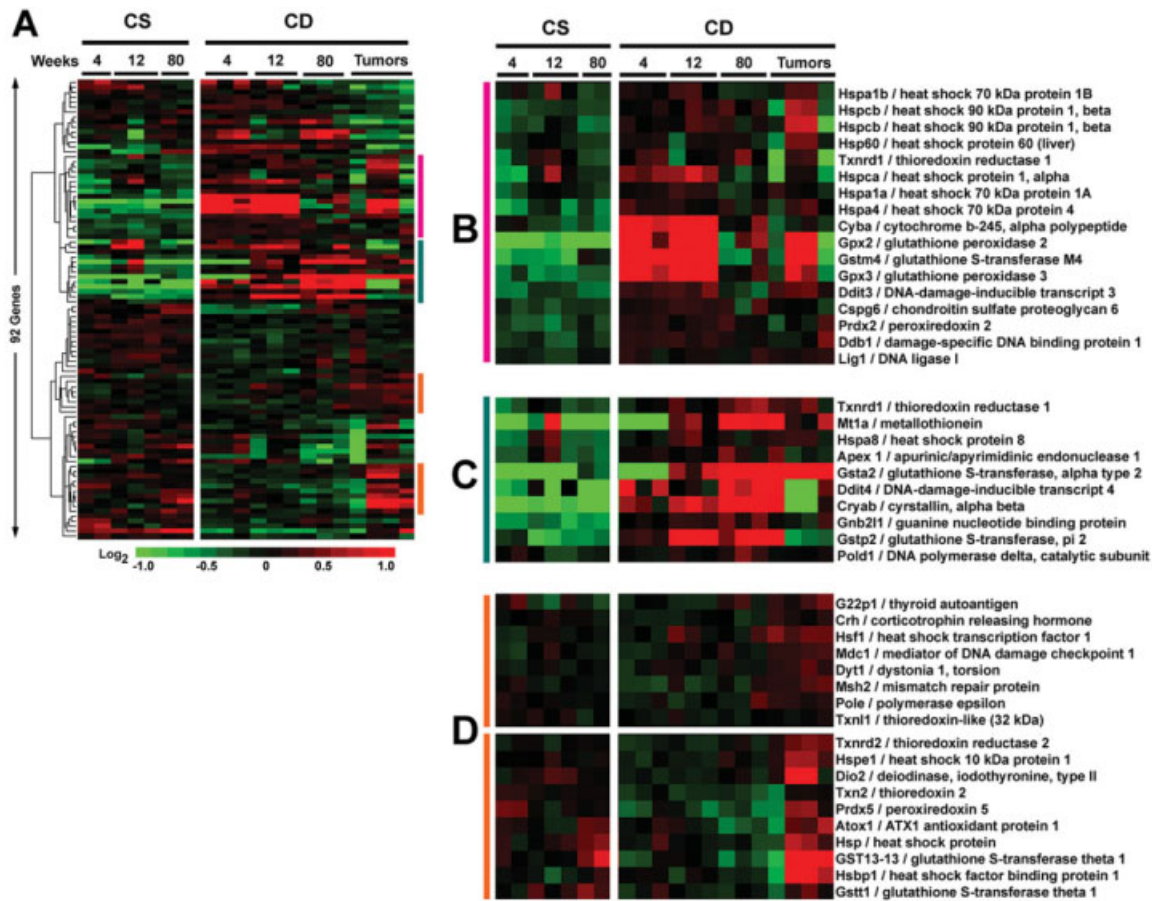 A
CS
CD
Weeks 4 12 80 4 12 80 Tumors
92 Genes
Log2 -1.0 -0.5 0 0.5 1.0
CS
CD
4 12 80 4 12 80 Tumors
B
Hspa1b / heat shock 70 kDa protein 1B
Hspcb / heat shock 90 kDa protein 1, beta
Hspcb / heat shock 90 kDa protein 1, beta
Hsp60 / heat shock protein 60 (liver)
Txnrd1 / thioredoxin reductase 1
Hspca / heat shock protein 1, alpha
Hspa1a / heat shock 70 kDa protein 1A
Hspa4 / heat shock 70 kDa protein 4
Cyba / cytochrome b-245, alpha polypeptide
Gpx2 / glutathione peroxidase 2
Gstm4 / glutathione S-transferase M4
Gpx3 / glutathione peroxidase 3
Ddit3 / DNA-damage-inducible transcript 3
Cspg6 / chondroitin sulfate proteoglycan 6
Prdx2 / peroxiredoxin 2
Ddb1 / damage-specific DNA binding protein 1
Lig1 / DNA ligase I
C
Txnrd1 / thioredoxin reductase 1
Mt1a / metallothionein
Hspa8 / heat shock protein 8
Apex 1 / apurinic/apyrimidinic endonuclease 1
Gsta2 / glutathione S-transferase, alpha type 2
Ddit4 / DNA-damage-inducible transcript 4
Cryab / cyrstallin, alpha beta
Gnb2l1 / guanine nucleotide binding protein
Gstp2 / glutathione S-transferase, pi 2
Pold1 / DNA polymerase delta, catalytic subunit
D
G22p1 / thyroid autoantigen
Crh / corticotrophin releasing hormone
Hsf1 / heat shock transcription factor 1
Mdc1 / mediator of DNA damage checkpoint 1
Dyt1 / dystonia 1, torsion
Msh2 / mismatch repair protein
Pole / polymerase epsilon
Txnl1 / thioredoxin-like (32 kDa)
Txnrd2 / thioredoxin reductase 2
Hspe1 / heat shock 10 kDa protein 1
Dio2 / deiodinase, iodothyronine, type II
Txn2 / thioredoxin 2
Prdx5 / peroxiredoxin 5
Atox1 / ATX1 antioxidant protein 1
Hsp / heat shock protein
GST13-13 / glutathione S-transferase theta 1
Hsbp1 / heat shock factor binding protein 1
Gstt1 / glutathione S-transferase theta 1